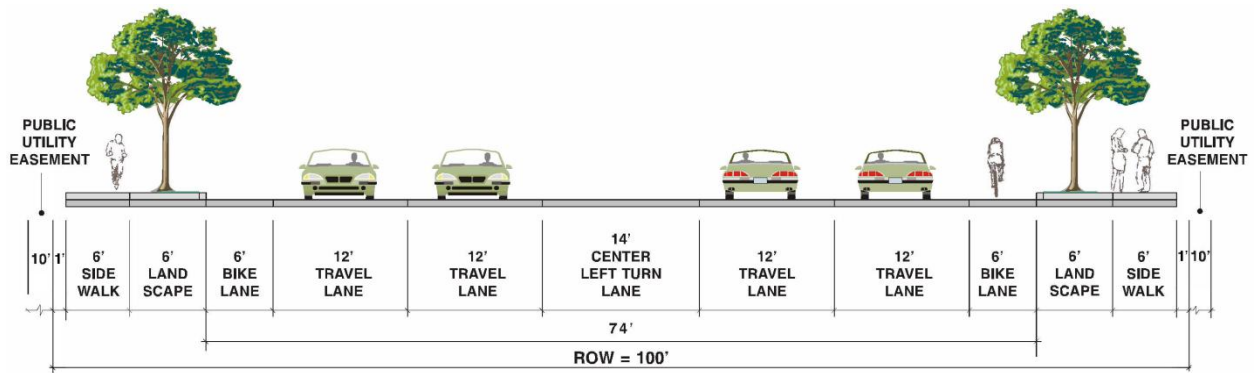 PUBLIC
UTILITY
EASEMENT
PUBLIC
UTILITY
EASEMENT
10'
1'
6'
SIDE
WALK
6'
LAND
SCAPE
6'
BIKE
LANE
12'
TRAVEL
LANE
12'
TRAVEL
LANE
14'
CENTER
LEFT TURN
LANE
12'
TRAVEL
LANE
12'
TRAVEL
LANE
6'
BIKE
LANE
6'
LAND
SCAPE
6'
SIDE
WALK
1'
10'
74'
ROW = 100'